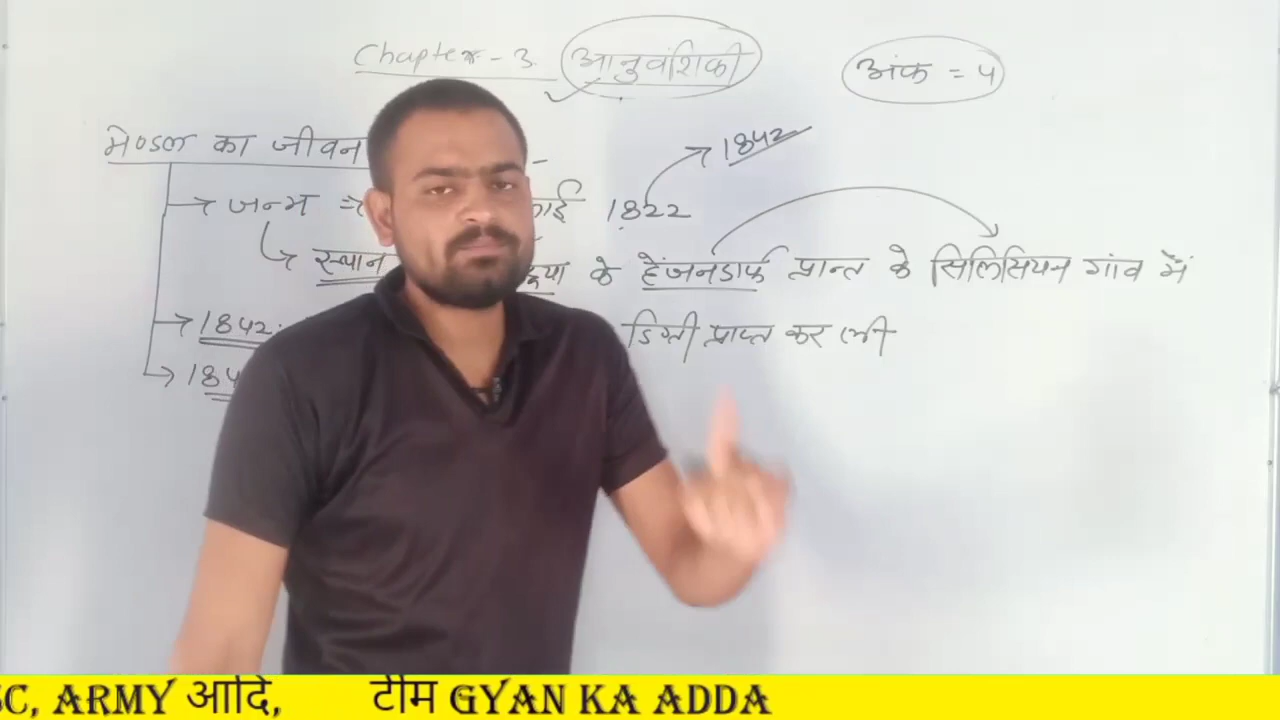 Chapter - 3. आनुवंशिकी
अंक = 4
मेण्डल का जीवन
→ 1842
→ जन्म ⇒ लाई 1822
↳ स्थान के हेंजनडार्फ प्रान्त के सिलिसियन गांव में
→ 1842. डिग्री प्राप्त कर ली
→ 184
SC, ARMY आदि, टीम GYAN KA ADDA